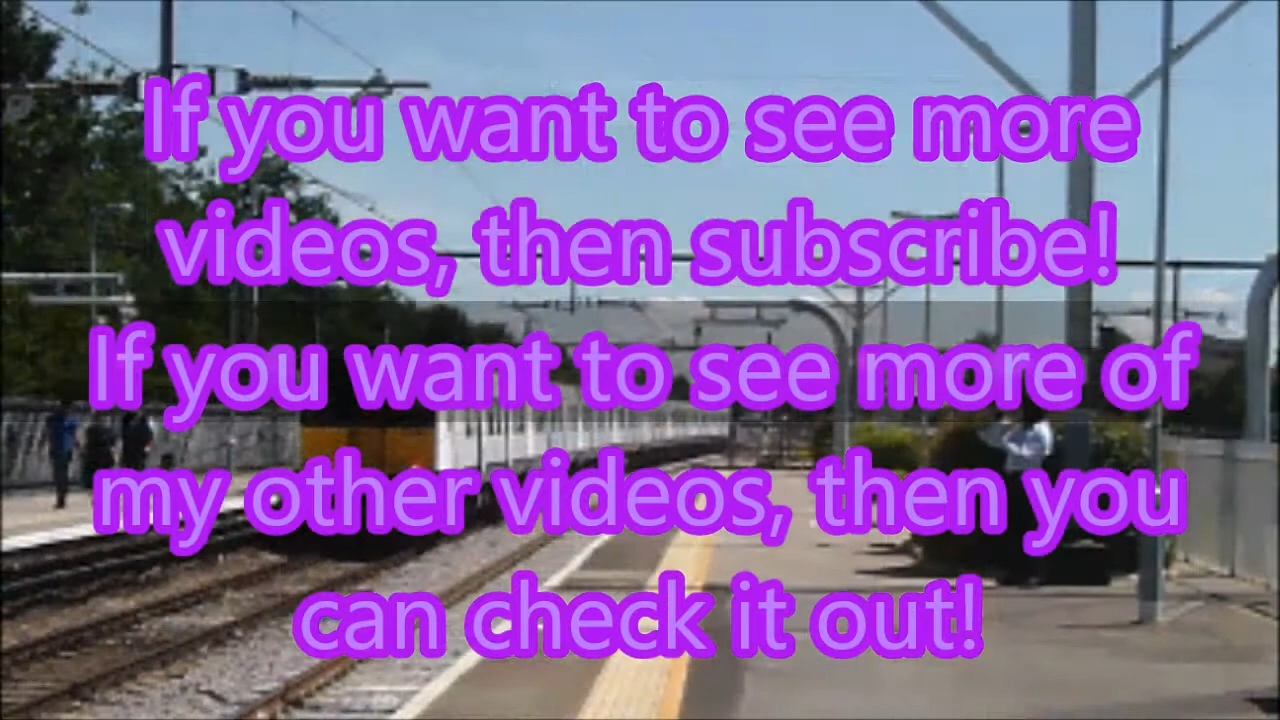 If you want to see more
videos, then subscribe!
If you want to see more of
my other videos, then you
can check it out!